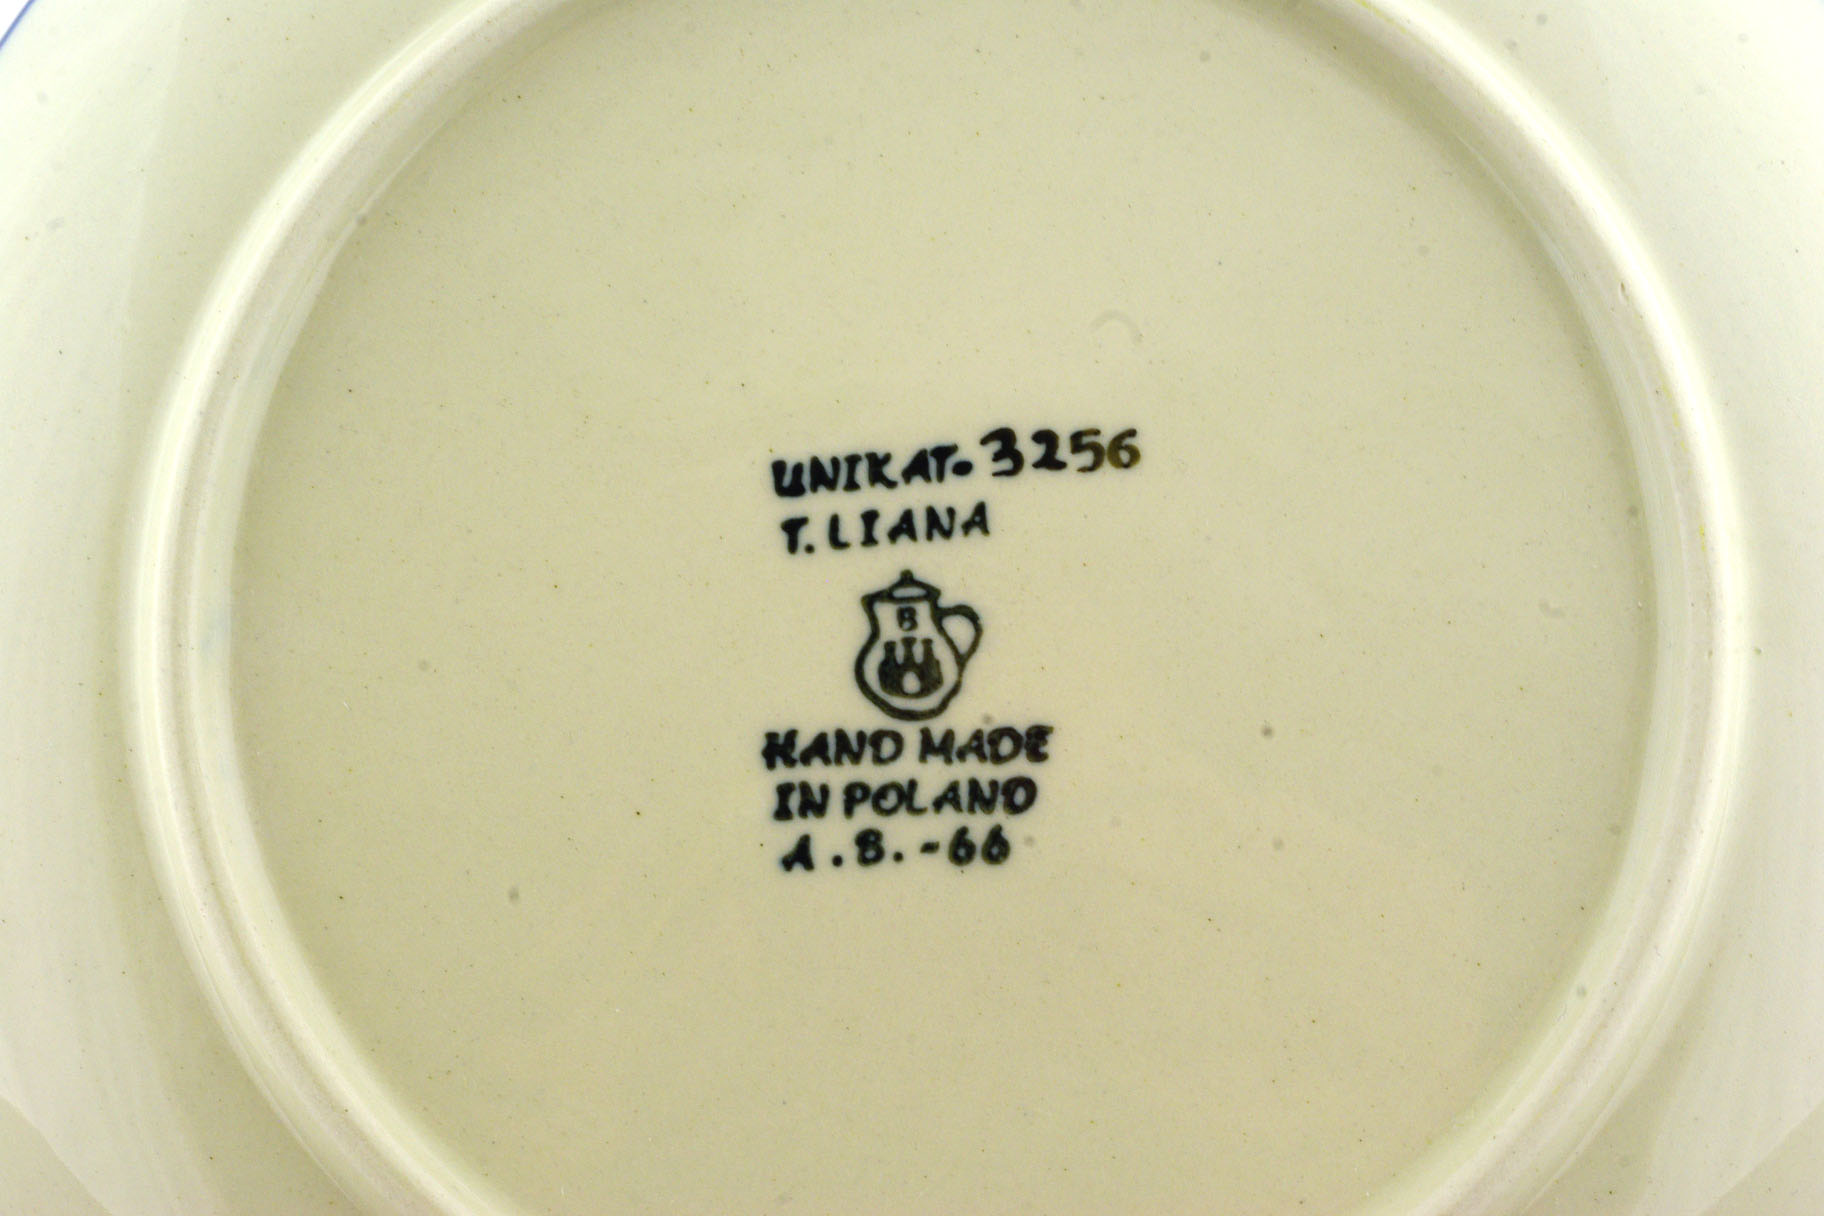 UNIKAT. 3256
T. LIANA
B
HAND MADE
IN POLAND
A.B.-66